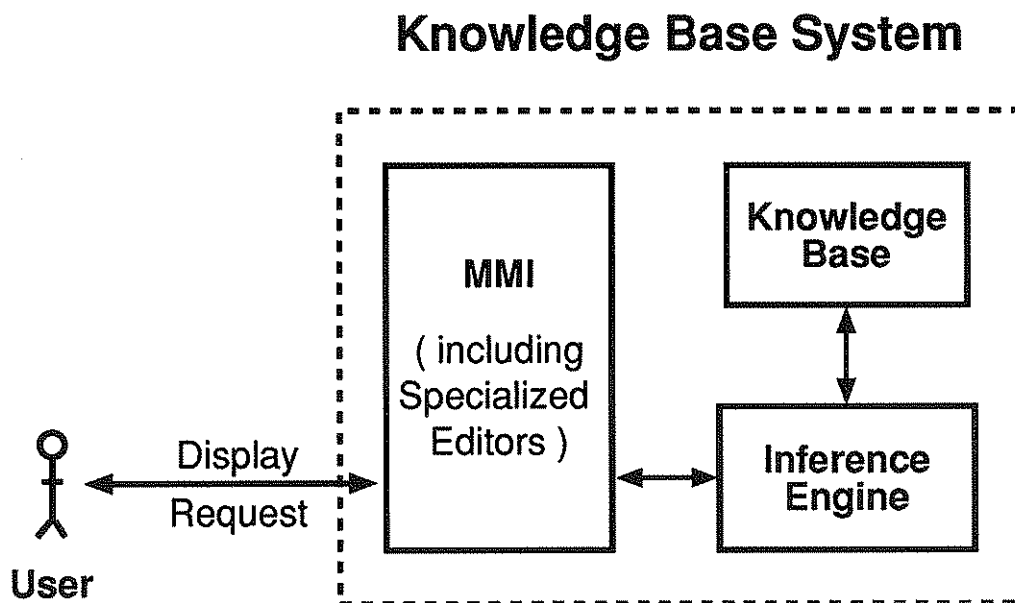 Knowledge Base System
MMI
( including
Specialized
Editors )
Knowledge
Base
Inference
Engine
Display
Request
User